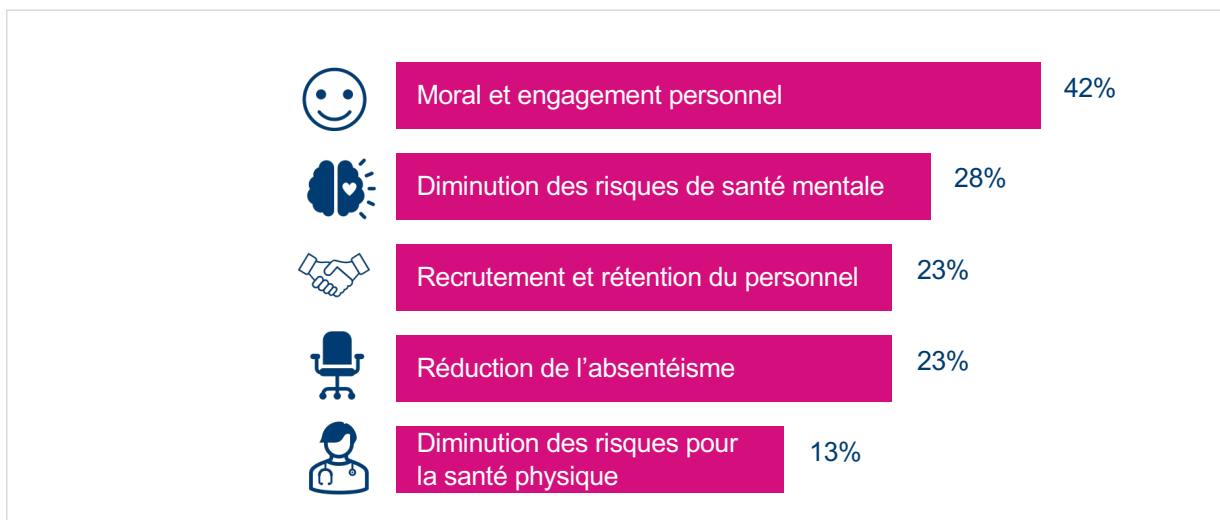 Moral et engagement personnel
42%
Diminution des risques de santé mentale
28%
Recrutement et rétention du personnel
23%
Réduction de l’absentéisme
23%
Diminution des risques pour
la santé physique
13%